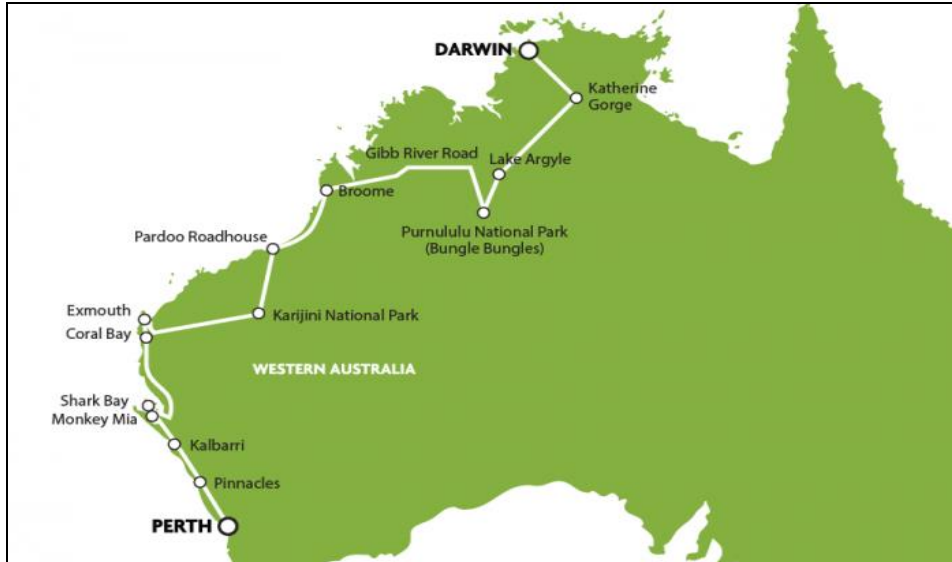 DARWIN
Katherine
Gorge
Gibb River Road
Lake Argyle
Broome
Purnululu National Park
(Bungle Bungles)
Pardoo Roadhouse
Exmouth
Karijini National Park
Coral Bay
WESTERN AUSTRALIA
Shark Bay
Monkey Mia
Kalbarri
Pinnacles
PERTH